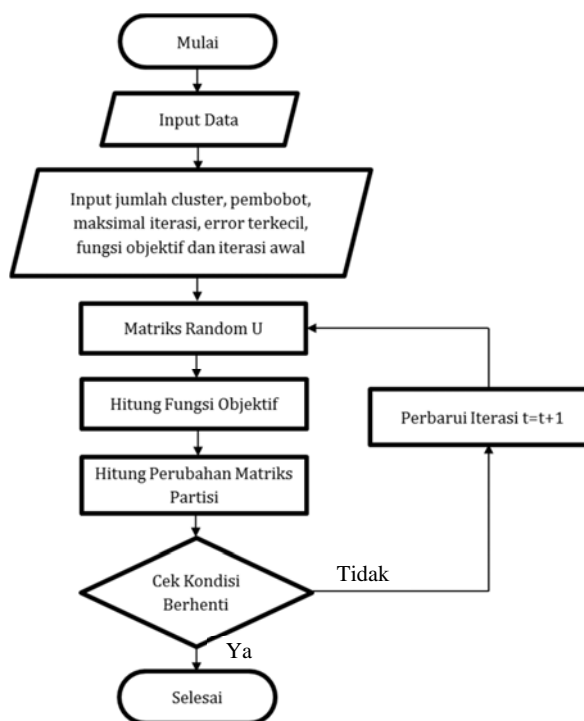 Mulai
Input Data
Input jumlah cluster, pembobot,
maksimal iterasi, error terkecil,
fungsi objektif dan iterasi awal
Matriks Random U
Hitung Fungsi Objektif
Perbarui Iterasi t=t+1
Hitung Perubahan Matriks
Partisi
Cek Kondisi
Berhenti
Tidak
Ya
Selesai